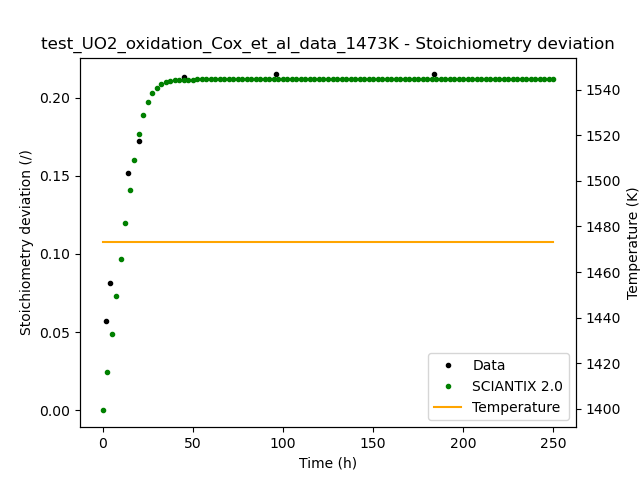 test_UO2_oxidation_Cox_et_al_data_1473K - Stoichiometry deviation
Stoichiometry deviation (/)
0.20
0.15
0.10
0.05
0.00
1540
1520
1500
1480
1460
1440
1420
1400
Temperature (K)
Data
SCIANTIX 2.0
Temperature
0
50
100
150
200
250
Time (h)